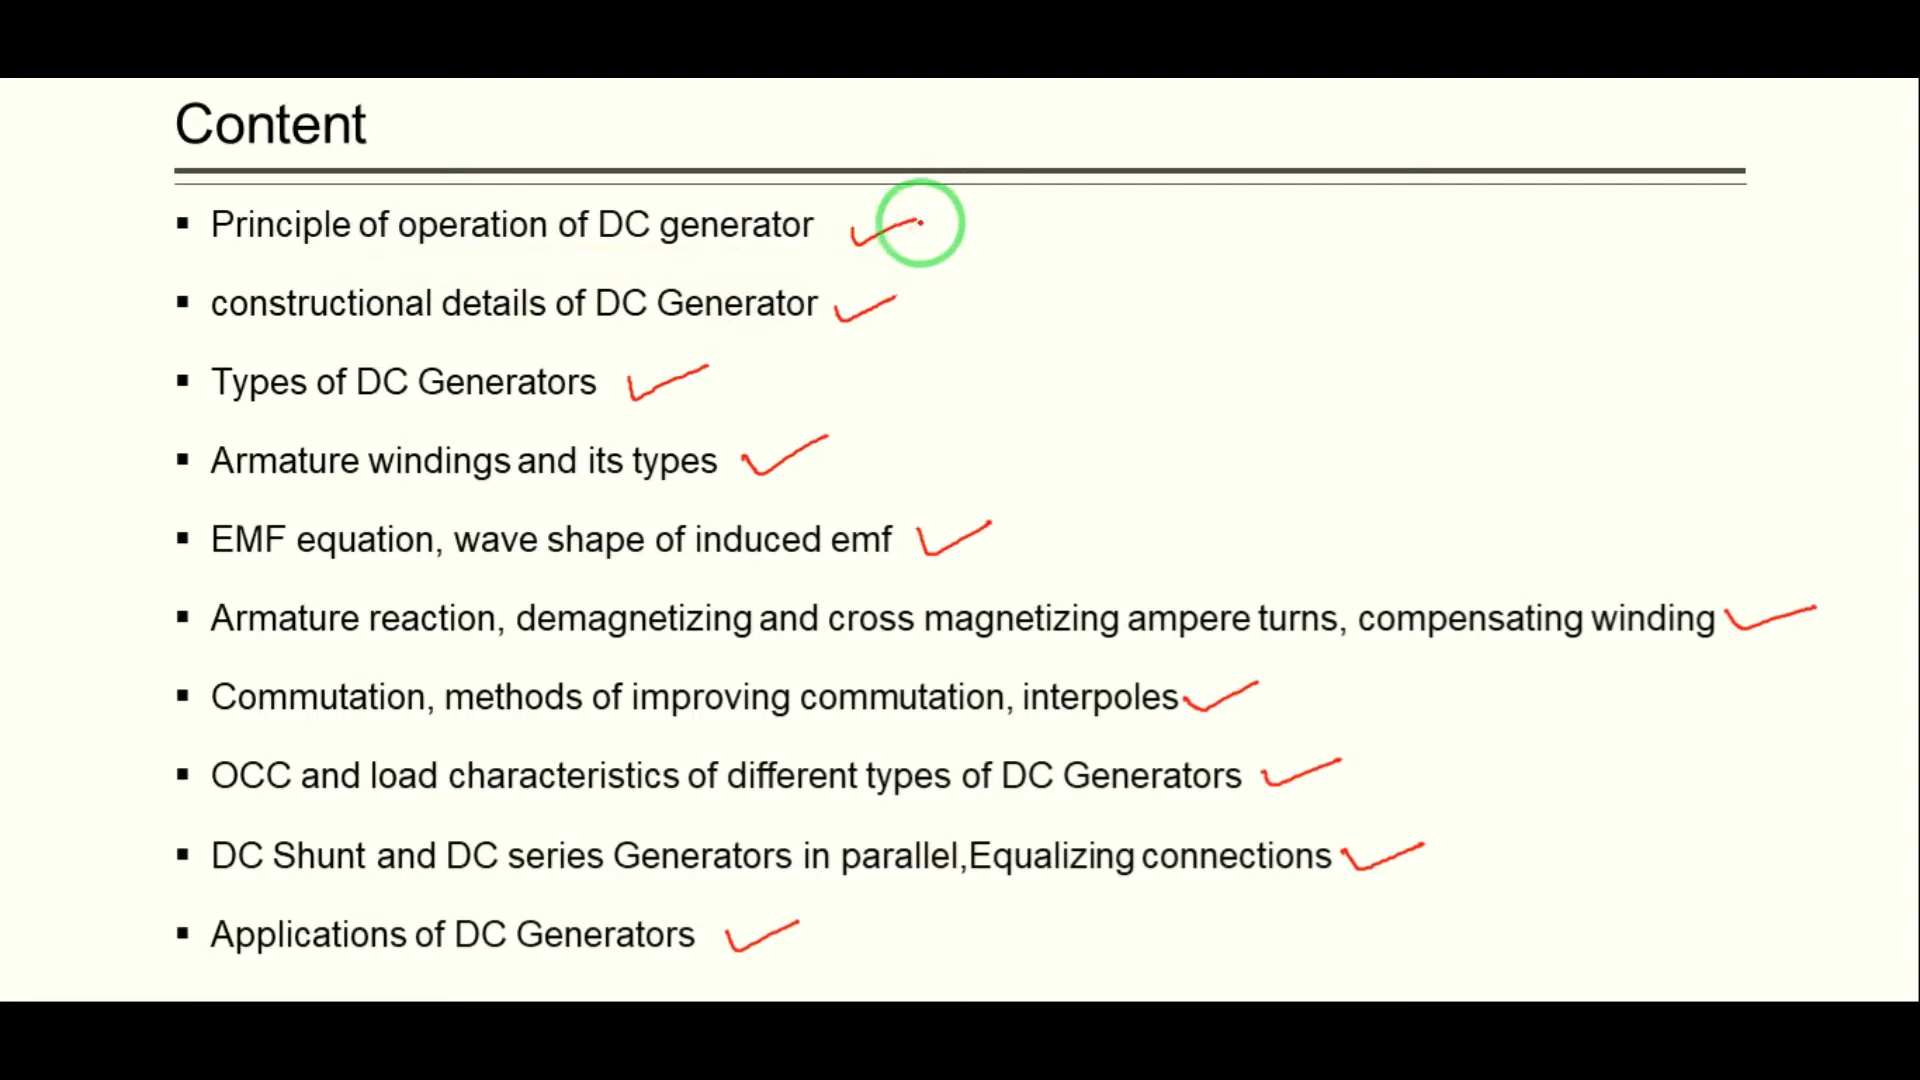 Content
▪ Principle of operation of DC generator
▪ constructional details of DC Generator
▪ Types of DC Generators
▪ Armature windings and its types
▪ EMF equation, wave shape of induced emf
▪ Armature reaction, demagnetizing and cross magnetizing ampere turns, compensating winding
▪ Commutation, methods of improving commutation, interpoles
▪ OCC and load characteristics of different types of DC Generators
▪ DC Shunt and DC series Generators in parallel,Equalizing connections
▪ Applications of DC Generators